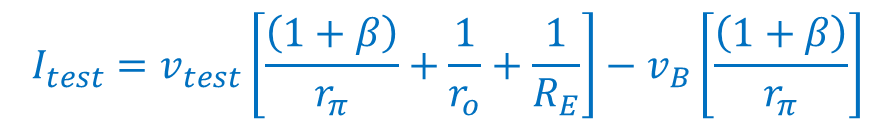 I_test = v_test [ (1 + β) / r_π + 1 / r_o + 1 / R_E ] − v_B [ (1 + β) / r_π ]